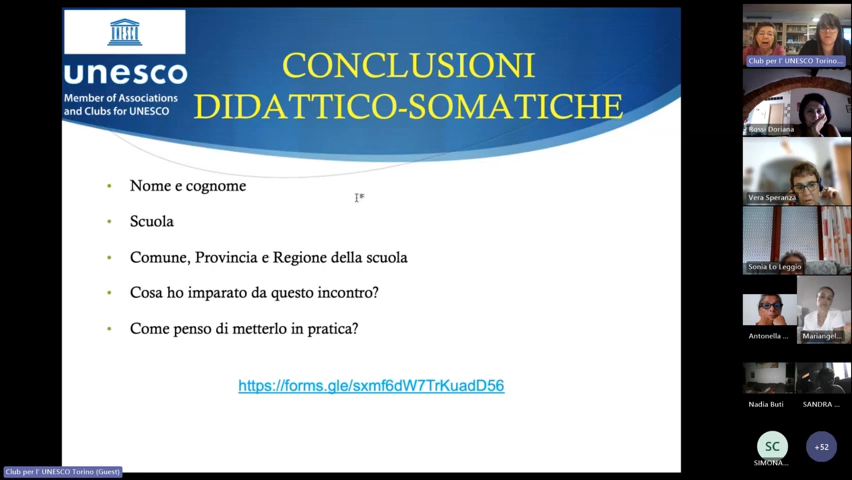 unesco
Member of Associations
and Clubs for UNESCO
CONCLUSIONI
DIDATTICO-SOMATICHE
• Nome e cognome
• Scuola
• Comune, Provincia e Regione della scuola
• Cosa ho imparato da questo incontro?
• Come penso di metterlo in pratica?
https://forms.gle/sxmf6dW7TrKuadD56
Club per l' UNESCO Torino (Guest)
Club per l' UNESCO Torino...
Rossi Doriana
Vera Speranza
Sonia Lo Leggio
Antonella ...
Mariangel...
Nadia Buti
SANDRA ...
SC
SIMONA...
+52